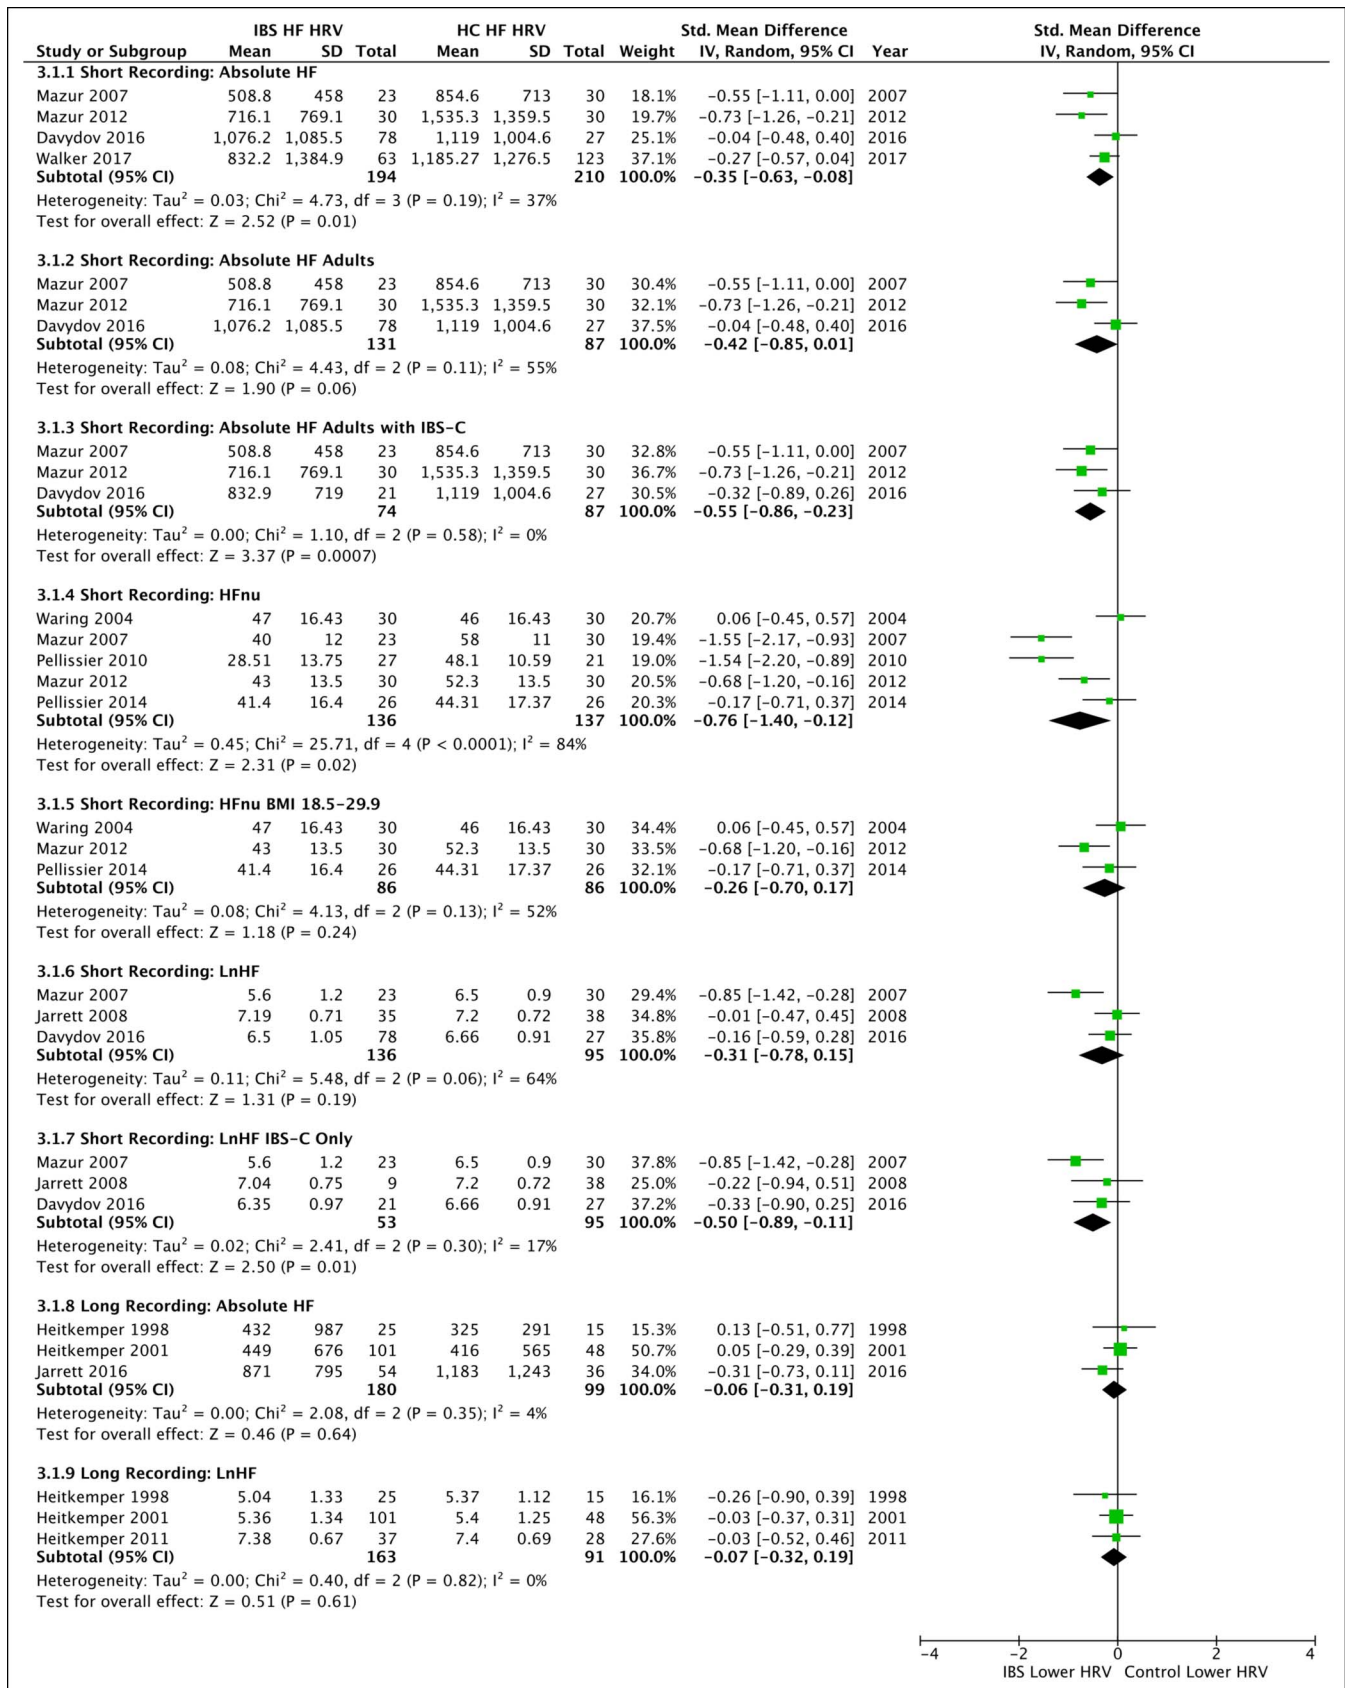 IBS HF HRV HC HF HRV Std. Mean Difference Std. Mean Difference
Study or Subgroup Mean SD Total Mean SD Total Weight IV, Random, 95% CI Year IV, Random, 95% CI
3.1.1 Short Recording: Absolute HF
Mazur 2007 508.8 458 23 854.6 713 30 18.1% −0.55 [−1.11, 0.00] 2007
Mazur 2012 716.1 769.1 30 1,535.3 1,359.5 30 19.7% −0.73 [−1.26, −0.21] 2012
Davydov 2016 1,076.2 1,085.5 78 1,119 1,004.6 27 25.1% −0.04 [−0.48, 0.40] 2016
Walker 2017 832.2 1,384.9 63 1,185.27 1,276.5 123 37.1% −0.27 [−0.57, 0.04] 2017
Subtotal (95% CI) 194 210 100.0% −0.35 [−0.63, −0.08]
Heterogeneity: Tau² = 0.03; Chi² = 4.73, df = 3 (P = 0.19); I² = 37%
Test for overall effect: Z = 2.52 (P = 0.01)
3.1.2 Short Recording: Absolute HF Adults
Mazur 2007 508.8 458 23 854.6 713 30 30.4% −0.55 [−1.11, 0.00] 2007
Mazur 2012 716.1 769.1 30 1,535.3 1,359.5 30 32.1% −0.73 [−1.26, −0.21] 2012
Davydov 2016 1,076.2 1,085.5 78 1,119 1,004.6 27 37.5% −0.04 [−0.48, 0.40] 2016
Subtotal (95% CI) 131 87 100.0% −0.42 [−0.85, 0.01]
Heterogeneity: Tau² = 0.08; Chi² = 4.43, df = 2 (P = 0.11); I² = 55%
Test for overall effect: Z = 1.90 (P = 0.06)
3.1.3 Short Recording: Absolute HF Adults with IBS−C
Mazur 2007 508.8 458 23 854.6 713 30 32.8% −0.55 [−1.11, 0.00] 2007
Mazur 2012 716.1 769.1 30 1,535.3 1,359.5 30 36.7% −0.73 [−1.26, −0.21] 2012
Davydov 2016 832.9 719 21 1,119 1,004.6 27 30.5% −0.32 [−0.89, 0.26] 2016
Subtotal (95% CI) 74 87 100.0% −0.55 [−0.86, −0.23]
Heterogeneity: Tau² = 0.00; Chi² = 1.10, df = 2 (P = 0.58); I² = 0%
Test for overall effect: Z = 3.37 (P = 0.0007)
3.1.4 Short Recording: HFnu
Waring 2004 47 16.43 30 46 16.43 30 20.7% 0.06 [−0.45, 0.57] 2004
Mazur 2007 40 12 23 58 11 30 19.4% −1.55 [−2.17, −0.93] 2007
Pellissier 2010 28.51 13.75 27 48.1 10.59 21 19.0% −1.54 [−2.20, −0.89] 2010
Mazur 2012 43 13.5 30 52.3 13.5 30 20.5% −0.68 [−1.20, −0.16] 2012
Pellissier 2014 41.4 16.4 26 44.31 17.37 26 20.3% −0.17 [−0.71, 0.37] 2014
Subtotal (95% CI) 136 137 100.0% −0.76 [−1.40, −0.12]
Heterogeneity: Tau² = 0.45; Chi² = 25.71, df = 4 (P < 0.0001); I² = 84%
Test for overall effect: Z = 2.31 (P = 0.02)
3.1.5 Short Recording: HFnu BMI 18.5−29.9
Waring 2004 47 16.43 30 46 16.43 30 34.4% 0.06 [−0.45, 0.57] 2004
Mazur 2012 43 13.5 30 52.3 13.5 30 33.5% −0.68 [−1.20, −0.16] 2012
Pellissier 2014 41.4 16.4 26 44.31 17.37 26 32.1% −0.17 [−0.71, 0.37] 2014
Subtotal (95% CI) 86 86 100.0% −0.26 [−0.70, 0.17]
Heterogeneity: Tau² = 0.08; Chi² = 4.13, df = 2 (P = 0.13); I² = 52%
Test for overall effect: Z = 1.18 (P = 0.24)
3.1.6 Short Recording: LnHF
Mazur 2007 5.6 1.2 23 6.5 0.9 30 29.4% −0.85 [−1.42, −0.28] 2007
Jarrett 2008 7.19 0.71 35 7.2 0.72 38 34.8% −0.01 [−0.47, 0.45] 2008
Davydov 2016 6.5 1.05 78 6.66 0.91 27 35.8% −0.16 [−0.59, 0.28] 2016
Subtotal (95% CI) 136 95 100.0% −0.31 [−0.78, 0.15]
Heterogeneity: Tau² = 0.11; Chi² = 5.48, df = 2 (P = 0.06); I² = 64%
Test for overall effect: Z = 1.31 (P = 0.19)
3.1.7 Short Recording: LnHF IBS−C Only
Mazur 2007 5.6 1.2 23 6.5 0.9 30 37.8% −0.85 [−1.42, −0.28] 2007
Jarrett 2008 7.04 0.75 9 7.2 0.72 38 25.0% −0.22 [−0.94, 0.51] 2008
Davydov 2016 6.35 0.97 21 6.66 0.91 27 37.2% −0.33 [−0.90, 0.25] 2016
Subtotal (95% CI) 53 95 100.0% −0.50 [−0.89, −0.11]
Heterogeneity: Tau² = 0.02; Chi² = 2.41, df = 2 (P = 0.30); I² = 17%
Test for overall effect: Z = 2.50 (P = 0.01)
3.1.8 Long Recording: Absolute HF
Heitkemper 1998 432 987 25 325 291 15 15.3% 0.13 [−0.51, 0.77] 1998
Heitkemper 2001 449 676 101 416 565 48 50.7% 0.05 [−0.29, 0.39] 2001
Jarrett 2016 871 795 54 1,183 1,243 36 34.0% −0.31 [−0.73, 0.11] 2016
Subtotal (95% CI) 180 99 100.0% −0.06 [−0.31, 0.19]
Heterogeneity: Tau² = 0.00; Chi² = 2.08, df = 2 (P = 0.35); I² = 4%
Test for overall effect: Z = 0.46 (P = 0.64)
3.1.9 Long Recording: LnHF
Heitkemper 1998 5.04 1.33 25 5.37 1.12 15 16.1% −0.26 [−0.90, 0.39] 1998
Heitkemper 2001 5.36 1.34 101 5.4 1.25 48 56.3% −0.03 [−0.37, 0.31] 2001
Heitkemper 2011 7.38 0.67 37 7.4 0.69 28 27.6% −0.03 [−0.52, 0.46] 2011
Subtotal (95% CI) 163 91 100.0% −0.07 [−0.32, 0.19]
Heterogeneity: Tau² = 0.00; Chi² = 0.40, df = 2 (P = 0.82); I² = 0%
Test for overall effect: Z = 0.51 (P = 0.61)
−4 −2 0 2 4
IBS Lower HRV Control Lower HRV